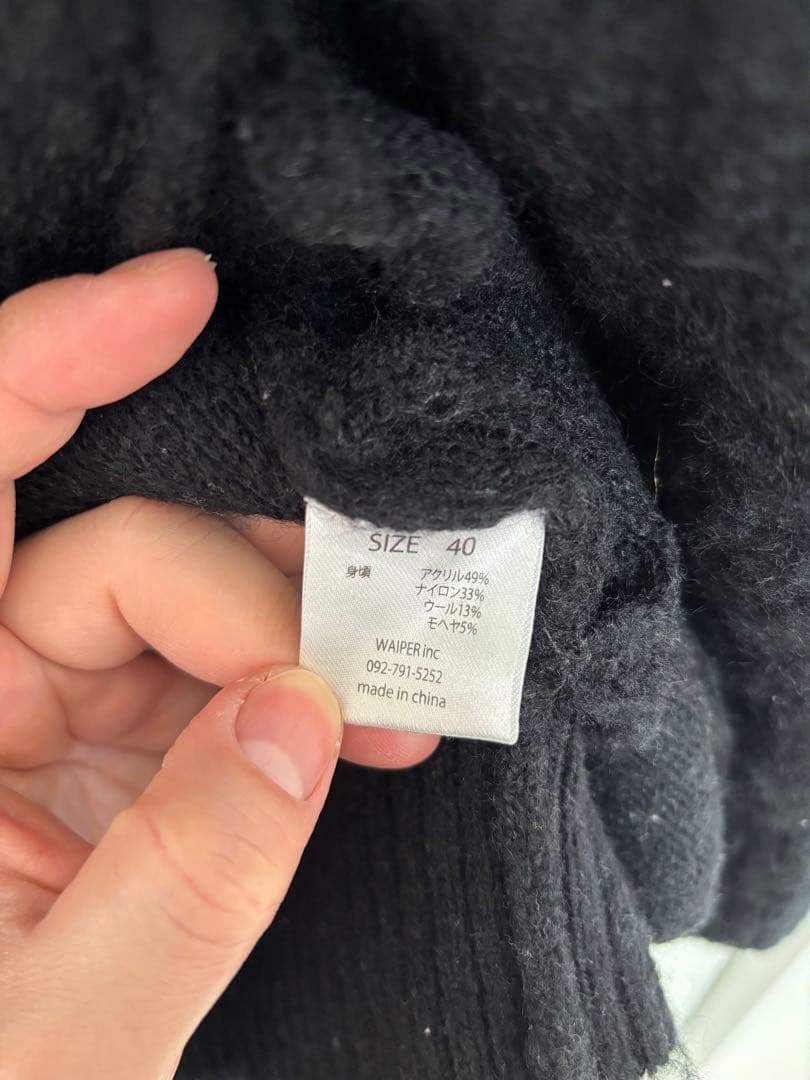 SIZE 40
身頃 アクリル49%
ナイロン33%
ウール13%
モヘヤ5%
WAIPER inc
092-791-5252
made in china